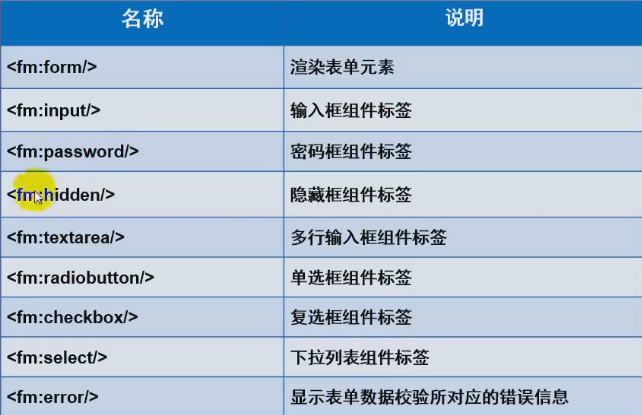 名称 说明
<fm:form/> 渲染表单元素
<fm:input/> 输入框组件标签
<fm:password/> 密码框组件标签
<fm:hidden/> 隐藏框组件标签
<fm:textarea/> 多行输入框组件标签
<fm:radiobutton/> 单选框组件标签
<fm:checkbox/> 复选框组件标签
<fm:select/> 下拉列表组件标签
<fm:error/> 显示表单数据校验所对应的错误信息